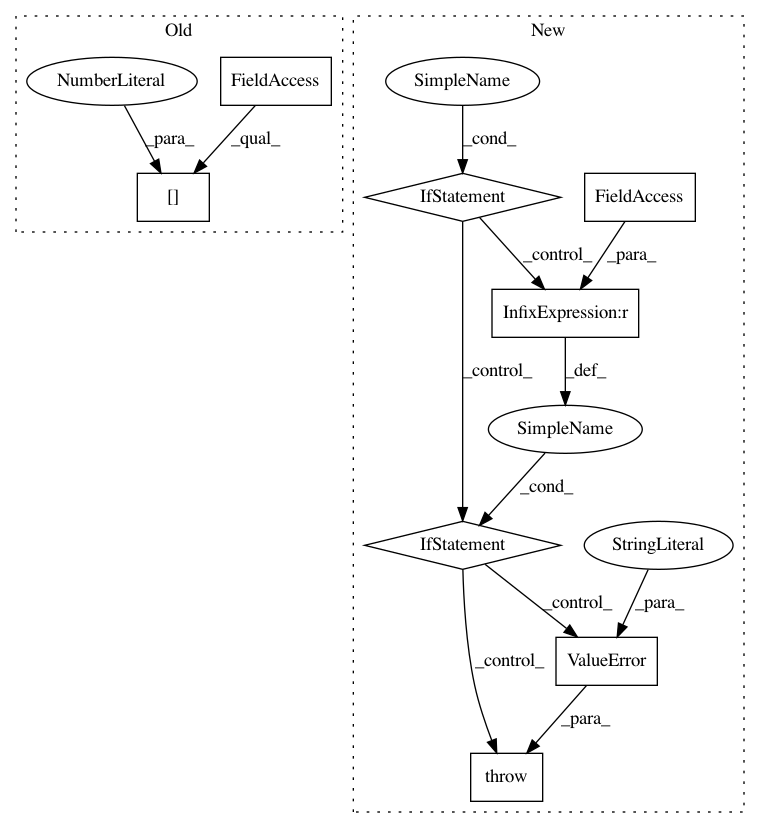 Old
New
NumberLiteral
FieldAccess
SimpleName
_para_
_qual_
_cond_
[]
IfStatement
FieldAccess
_control_
_para_
InfixExpression:r
_control_
_def_
SimpleName
_cond_
IfStatement
StringLiteral
_control_
_para_
_control_
ValueError
_para_
throw